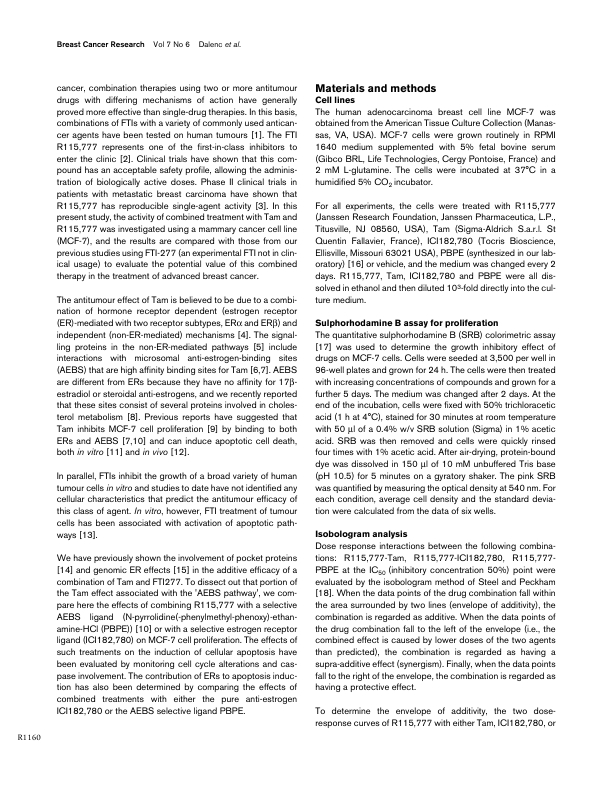 Breast Cancer Research Vol 7 No 6 Dalenc et al.
cancer, combination therapies using two or more antitumour
drugs with differing mechanisms of action have generally
proved more effective than single-drug therapies. In this basis,
combinations of FTIs with a variety of commonly used antican-
cer agents have been tested on human tumours [1]. The FTI
R115,777 represents one of the first-in-class inhibitors to
enter the clinic [2]. Clinical trials have shown that this com-
pound has an acceptable safety profile, allowing the adminis-
tration of biologically active doses. Phase II clinical trials in
patients with metastatic breast carcinoma have shown that
R115,777 has reproducible single-agent activity [3]. In this
present study, the activity of combined treatment with Tam and
R115,777 was investigated using a mammary cancer cell line
(MCF-7), and the results are compared with those from our
previous studies using FTI-277 (an experimental FTI not in clin-
ical usage) to evaluate the potential value of this combined
therapy in the treatment of advanced breast cancer.
The antitumour effect of Tam is believed to be due to a combi-
nation of hormone receptor dependent (estrogen receptor
(ER)-mediated with two receptor subtypes, ERα and ERβ) and
independent (non-ER-mediated) mechanisms [4]. The signal-
ling proteins in the non-ER-mediated pathways [5] include
interactions with microsomal anti-estrogen-binding sites
(AEBS) that are high affinity binding sites for Tam [6,7]. AEBS
are different from ERs because they have no affinity for 17β-
estradiol or steroidal anti-estrogens, and we recently reported
that these sites consist of several proteins involved in choles-
terol metabolism [8]. Previous reports have suggested that
Tam inhibits MCF-7 cell proliferation [9] by binding to both
ERs and AEBS [7,10] and can induce apoptotic cell death,
both in vitro [11] and in vivo [12].
In parallel, FTIs inhibit the growth of a broad variety of human
tumour cells in vitro and studies to date have not identified any
cellular characteristics that predict the antitumour efficacy of
this class of agent. In vitro, however, FTI treatment of tumour
cells has been associated with activation of apoptotic path-
ways [13].
We have previously shown the involvement of pocket proteins
[14] and genomic ER effects [15] in the additive efficacy of a
combination of Tam and FTI277. To dissect out that portion of
the Tam effect associated with the 'AEBS pathway', we com-
pare here the effects of combining R115,777 with a selective
AEBS ligand (N-pyrrolidine(-phenylmethyl-phenoxy)-ethan-
amine-HCl (PBPE)) [10] or with a selective estrogen receptor
ligand (ICI182,780) on MCF-7 cell proliferation. The effects of
such treatments on the induction of cellular apoptosis have
been evaluated by monitoring cell cycle alterations and cas-
pase involvement. The contribution of ERs to apoptosis induc-
tion has also been determined by comparing the effects of
combined treatments with either the pure anti-estrogen
ICI182,780 or the AEBS selective ligand PBPE.
Materials and methods
Cell lines
The human adenocarcinoma breast cell line MCF-7 was
obtained from the American Tissue Culture Collection (Manas-
sas, VA, USA). MCF-7 cells were grown routinely in RPMI
1640 medium supplemented with 5% fetal bovine serum
(Gibco BRL, Life Technologies, Cergy Pontoise, France) and
2 mM L-glutamine. The cells were incubated at 37°C in a
humidified 5% CO2 incubator.
For all experiments, the cells were treated with R115,777
(Janssen Research Foundation, Janssen Pharmaceutica, L.P.,
Titusville, NJ 08560, USA), Tam (Sigma-Aldrich S.a.r.l. St
Quentin Fallavier, France), ICI182,780 (Tocris Bioscience,
Ellisville, Missouri 63021 USA), PBPE (synthesized in our lab-
oratory) [16] or vehicle, and the medium was changed every 2
days. R115,777, Tam, ICI182,780 and PBPE were all dis-
solved in ethanol and then diluted 10³-fold directly into the cul-
ture medium.
Sulphorhodamine B assay for proliferation
The quantitative sulphorhodamine B (SRB) colorimetric assay
[17] was used to determine the growth inhibitory effect of
drugs on MCF-7 cells. Cells were seeded at 3,500 per well in
96-well plates and grown for 24 h. The cells were then treated
with increasing concentrations of compounds and grown for a
further 5 days. The medium was changed after 2 days. At the
end of the incubation, cells were fixed with 50% trichloracetic
acid (1 h at 4°C), stained for 30 minutes at room temperature
with 50 μl of a 0.4% w/v SRB solution (Sigma) in 1% acetic
acid. SRB was then removed and cells were quickly rinsed
four times with 1% acetic acid. After air-drying, protein-bound
dye was dissolved in 150 μl of 10 mM unbuffered Tris base
(pH 10.5) for 5 minutes on a gyratory shaker. The pink SRB
was quantified by measuring the optical density at 540 nm. For
each condition, average cell density and the standard devia-
tion were calculated from the data of six wells.
Isobologram analysis
Dose response interactions between the following combina-
tions: R115,777-Tam, R115,777-ICI182,780, R115,777-
PBPE at the IC50 (inhibitory concentration 50%) point were
evaluated by the isobologram method of Steel and Peckham
[18]. When the data points of the drug combination fall within
the area surrounded by two lines (envelope of additivity), the
combination is regarded as additive. When the data points of
the drug combination fall to the left of the envelope (i.e., the
combined effect is caused by lower doses of the two agents
than predicted), the combination is regarded as having a
supra-additive effect (synergism). Finally, when the data points
fall to the right of the envelope, the combination is regarded as
having a protective effect.
To determine the envelope of additivity, the two dose-
response curves of R115,777 with either Tam, ICI182,780, or
R1160